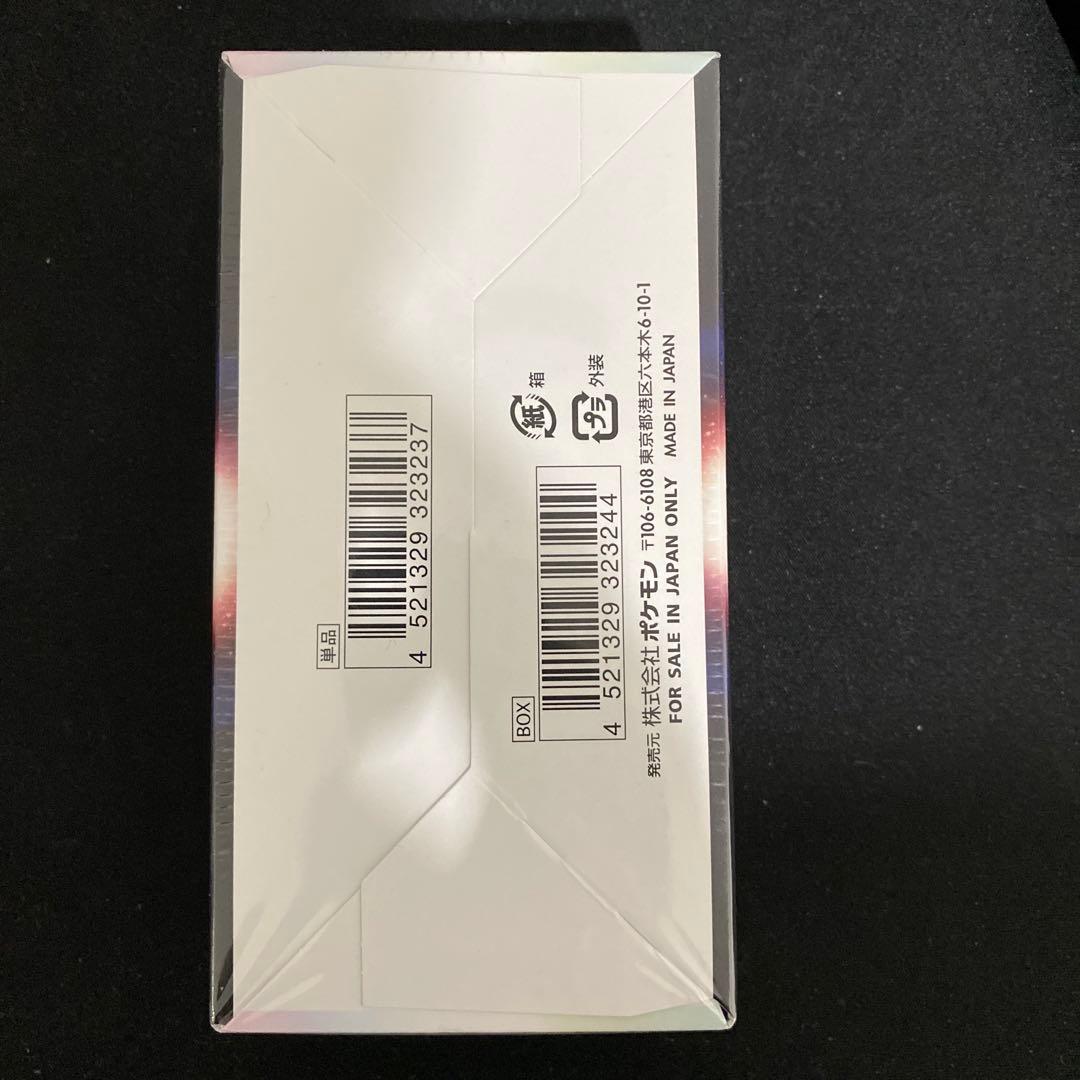 単品
4 521329 323237
BOX
4 521329 323244
紙 箱
プラ 外装
発売元 株式会社 ポケモン 〒106-6108 東京都港区六本木6-10-1
FOR SALE IN JAPAN ONLY MADE IN JAPAN